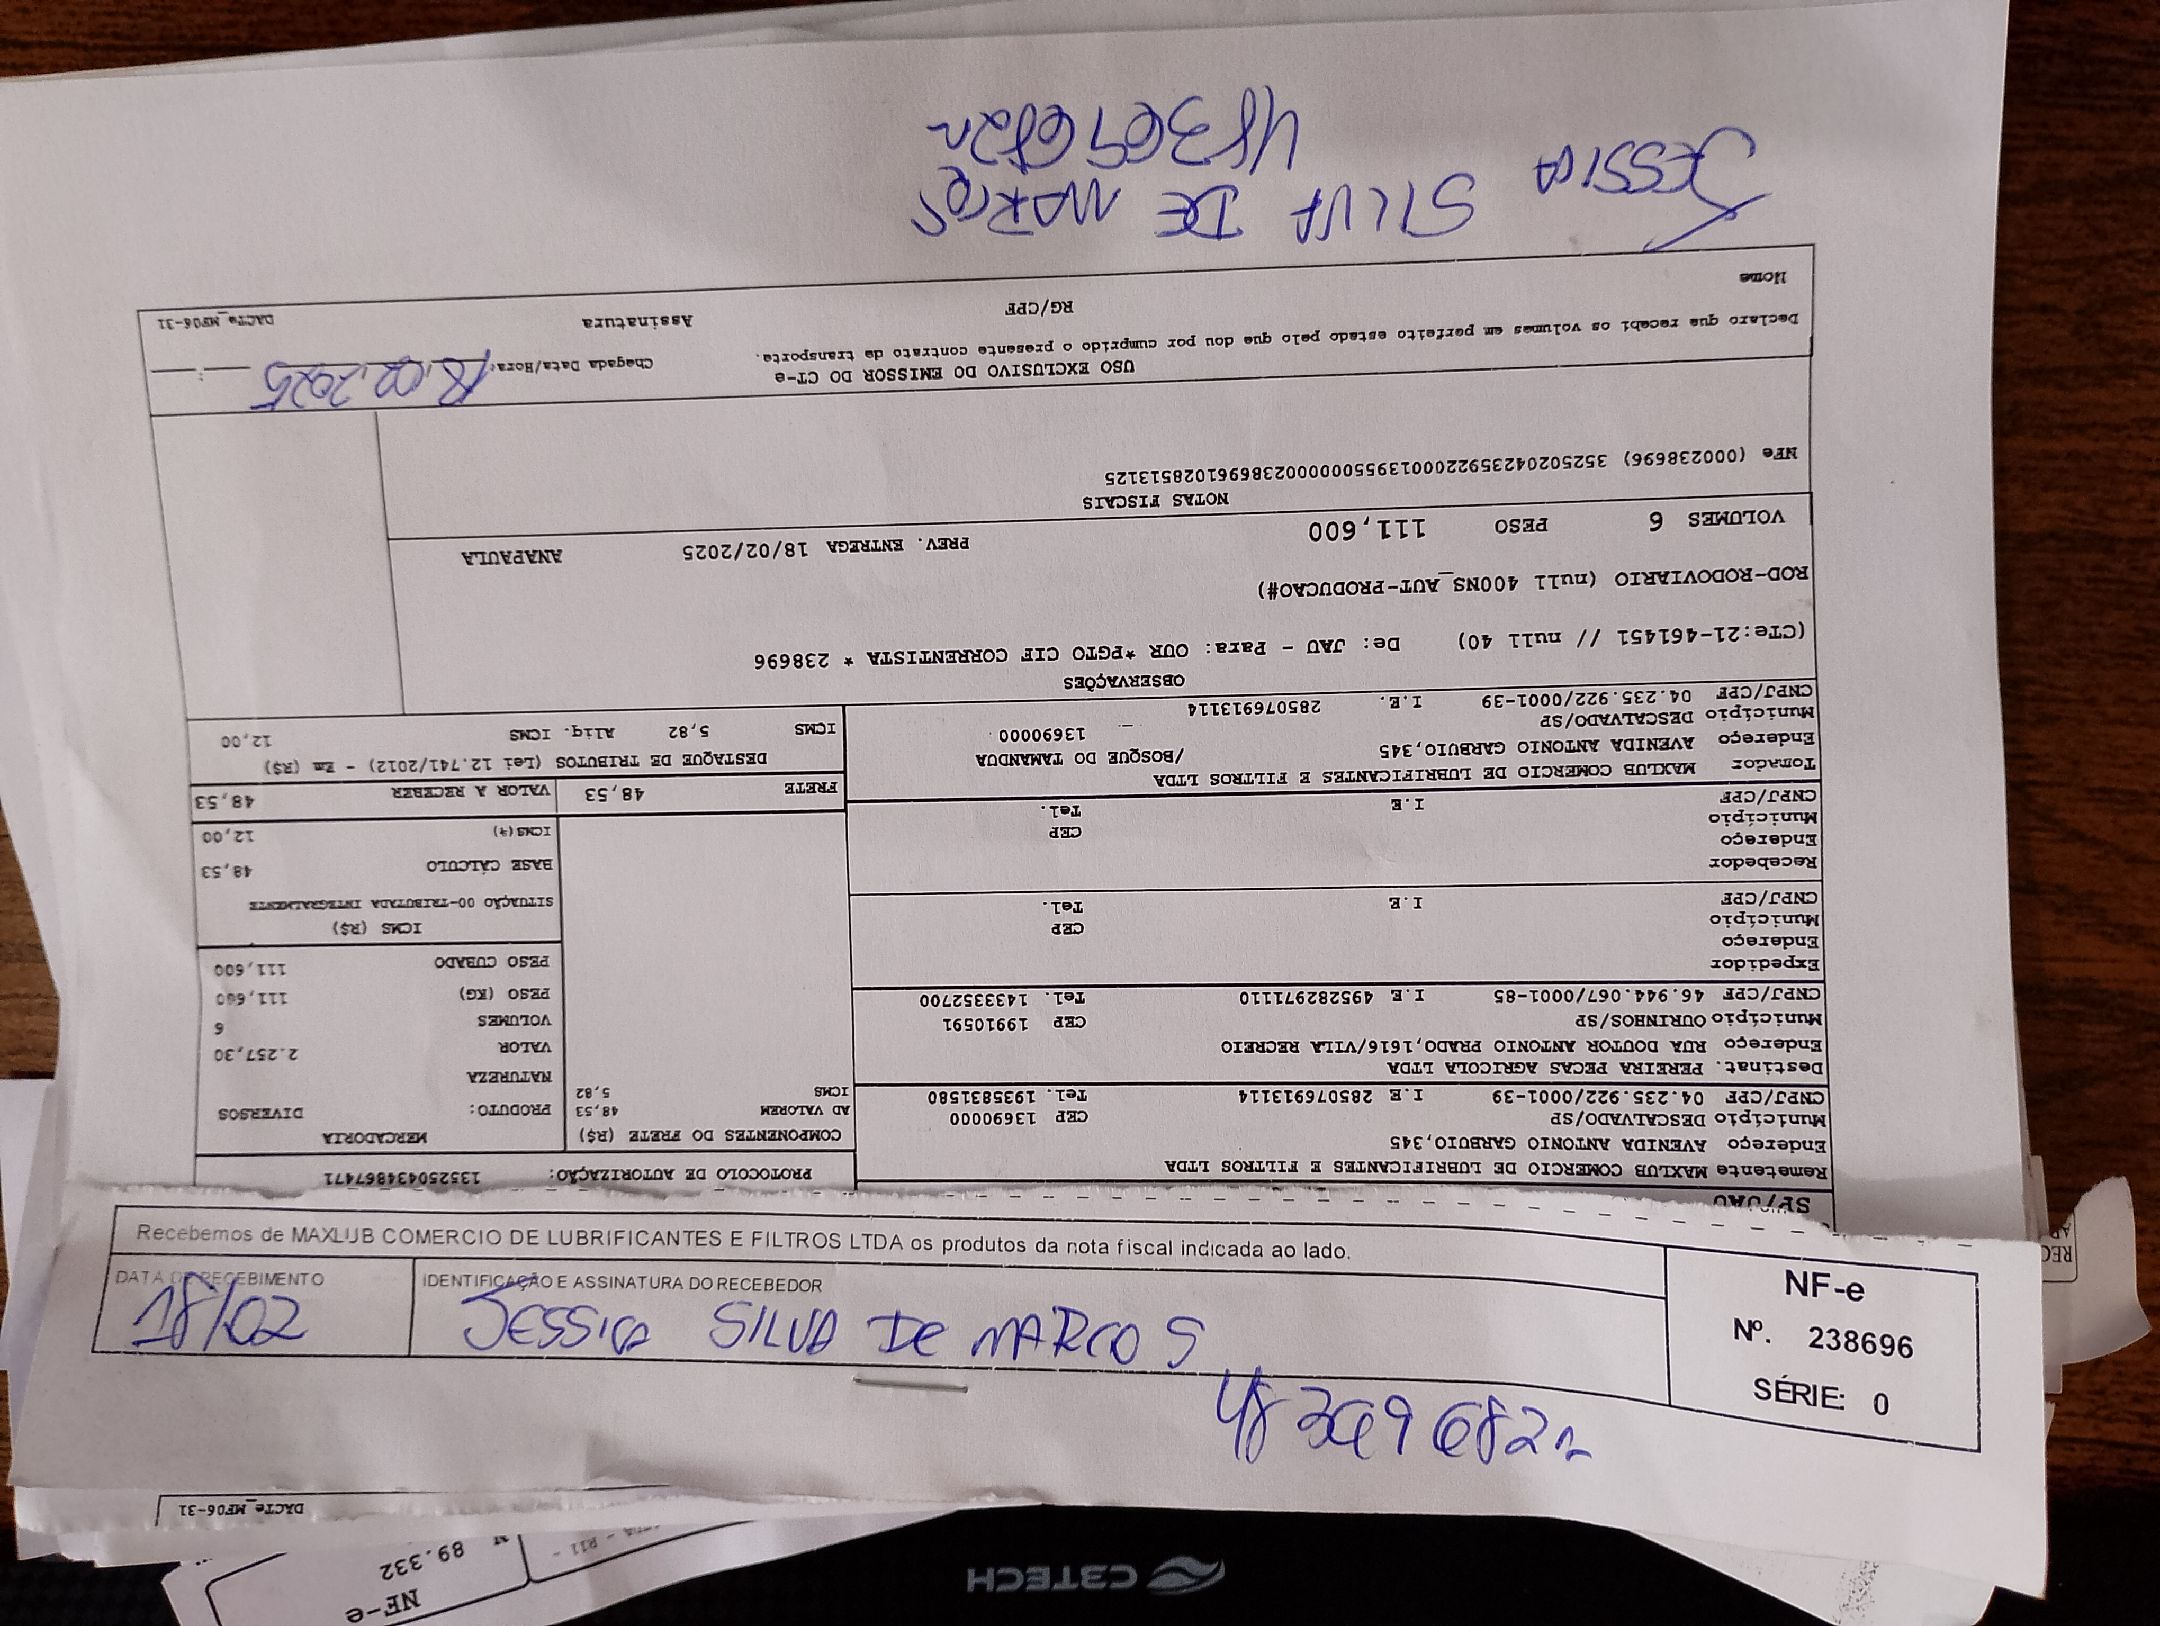 SP/JAU
Remetente MAXLUB COMERCIO DE LUBRIFICANTES E FILTROS LTDA
Endereço AVENIDA ANTONIO GARBUIO,345
Município DESCALVADO/SP CEP 13690000
CNPJ/CPF 04.235.922/0001-39 I.E 285076913114 Tel. 1935831581
Destinat. PEREIRA PECAS AGRICOLA LTDA
Endereço RUA DOUTOR ANTONIO PRADO,1616/VILA RECREIO
Município OURINHOS/SP CEP 19910591
CNPJ/CPF 46.944.067/0001-85 I.E 495282971110 Tel. 1433352700
Expedidor
Endereço
Município CEP
CNPJ/CPF I.E Tel.
Recebedor
Endereço
Município CEP
CNPJ/CPF I.E Tel.
Tomador MAXLUB COMERCIO DE LUBRIFICANTES E FILTROS LTDA
Endereço AVENIDA ANTONIO GARBUIO,345 /BOSQUE DO TAMANDUA
Município DESCALVADO/SP 13690000
CNPJ/CPF 04.235.922/0001-39 I.E. 285076913114
PROTOCOLO DE AUTORIZAÇÃO: 135250434867471
COMPONENTES DO FRETE (R$)
AD VALOREM 48,53
ICMS 5,82
MERCADORIA
PRODUTO: DIVERSOS
NATUREZA
VALOR 2.257,30
VOLUMES 6
PESO (KG) 111,600
PESO CUBADO 111,600
ICMS (R$)
SITUAÇÃO 00-TRIBUTADA INTEGRALMENTE
BASE CÁLCULO 48,53
ICMS(%) 12,00
FRETE 48,53 VALOR A RECEBER 48,53
DESTAQUE DE TRIBUTOS (Lei 12.741/2012) - Em (R$)
ICMS 5,82 Aliq. ICMS 12,00
OBSERVAÇÕES
(CTe:21-461451 // null 40) De: JAU - Para: OUR *PGTO CIF CORRENTISTA * 238696
ROD-RODOVIARIO (null 400NS_AUT-PRODUCAO#)
VOLUMES 6 PESO 111,600 PREV. ENTREGA 18/02/2025 ANAPAULA
NOTAS FISCAIS
NFe (000238696) 35250204235922000139550000002386961028513125
USO EXCLUSIVO DO EMISSOR DO CT-e
Declaro que recebi os volumes em perfeito estado pelo que dou por cumprido o presente contrato de transporte.
Chegada Data/Hora: 18.02.2025
Nome RG/CPF Assinatura DACTe_MF06-31
JESSICA SILVA DE MARCOS
Recebemos de MAXLUB COMERCIO DE LUBRIFICANTES E FILTROS LTDA os produtos da nota fiscal indicada ao lado.
DATA DE RECEBIMENTO
18/02
IDENTIFICAÇÃO E ASSINATURA DO RECEBEDOR
JESSICA SILVA DE MARCOS
NF-e
Nº. 238696
SÉRIE: 0
DACTe_MF06-31
NF-e
89.332
C3TECH